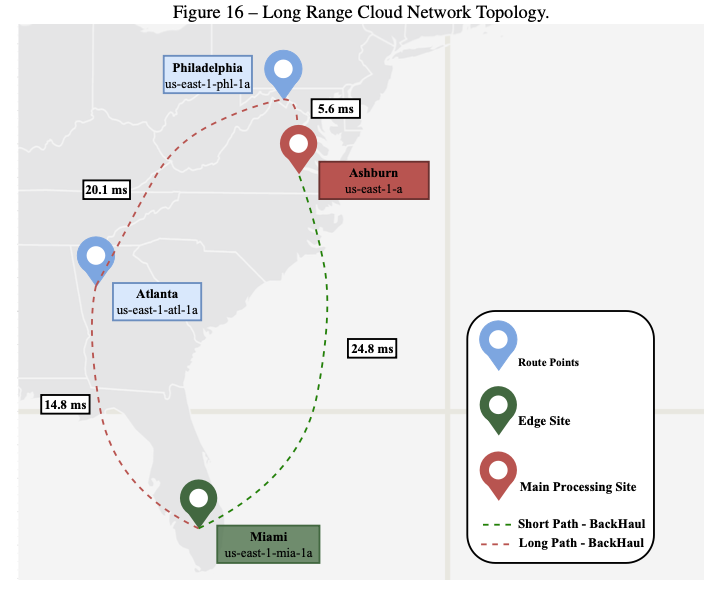 Figure 16 – Long Range Cloud Network Topology.
Philadelphia
us-east-1-phl-1a
5.6 ms
Ashburn
us-east-1-a
20.1 ms
Atlanta
us-east-1-atl-1a
24.8 ms
14.8 ms
Miami
us-east-1-mia-1a
Route Points
Edge Site
Main Processing Site
Short Path - BackHaul
Long Path - BackHaul